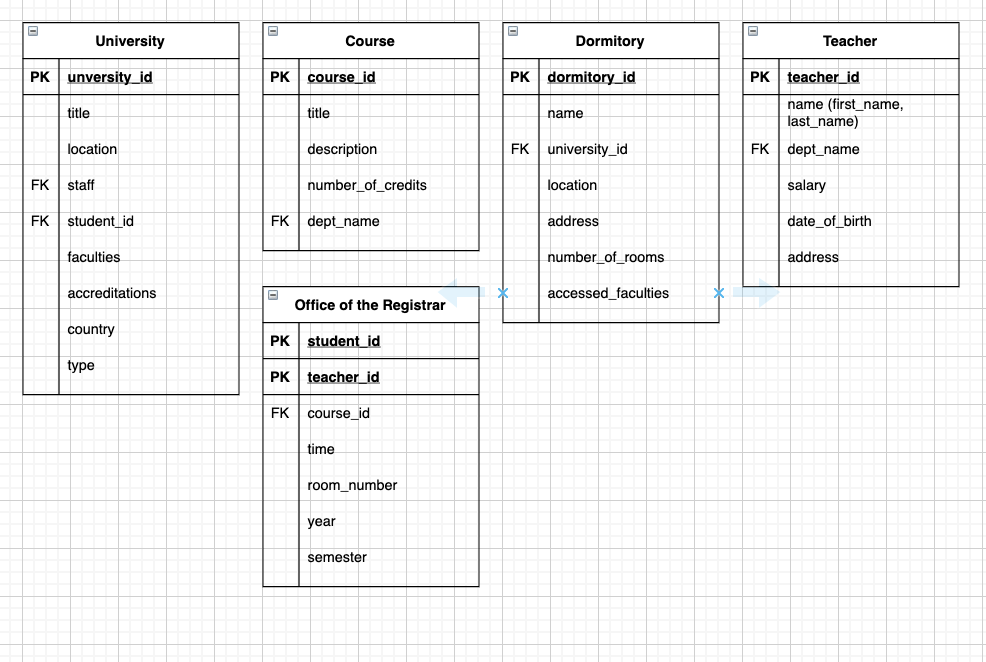 University
PK unversity_id
title
location
FK staff
FK student_id
faculties
accreditations
country
type
Course
PK course_id
title
description
number_of_credits
FK dept_name
Office of the Registrar
PK student_id
PK teacher_id
FK course_id
time
room_number
year
semester
Dormitory
PK dormitory_id
name
FK university_id
location
address
number_of_rooms
accessed_faculties
Teacher
PK teacher_id
name (first_name,
last_name)
FK dept_name
salary
date_of_birth
address